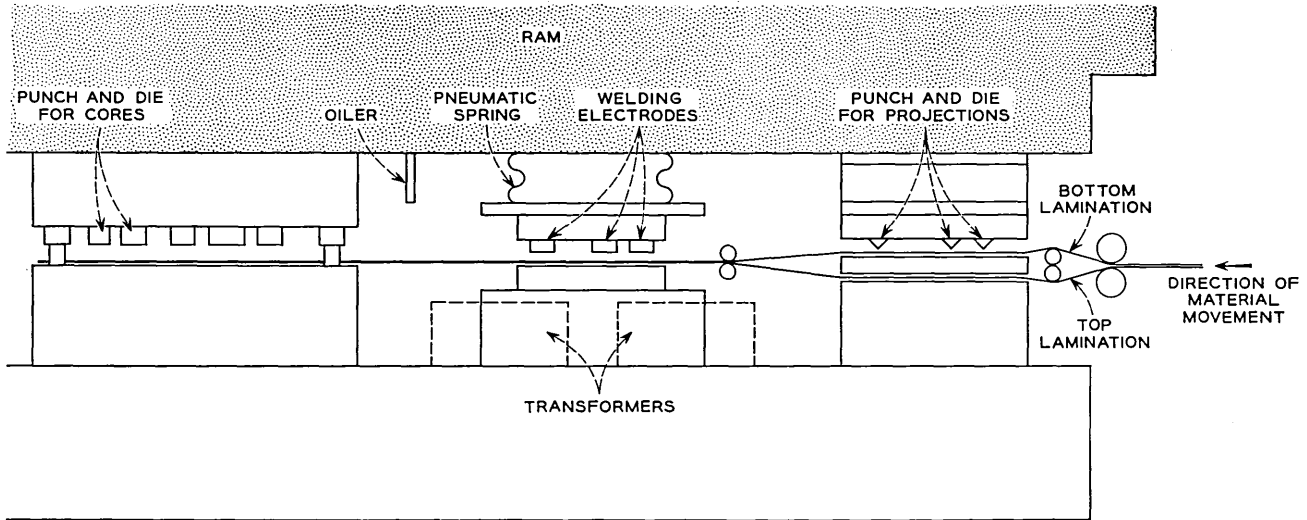 RAM
PUNCH AND DIE
FOR CORES
OILER
PNEUMATIC
SPRING
WELDING
ELECTRODES
PUNCH AND DIE
FOR PROJECTIONS
BOTTOM
LAMINATION
DIRECTION OF
MATERIAL
MOVEMENT
TOP
LAMINATION
TRANSFORMERS